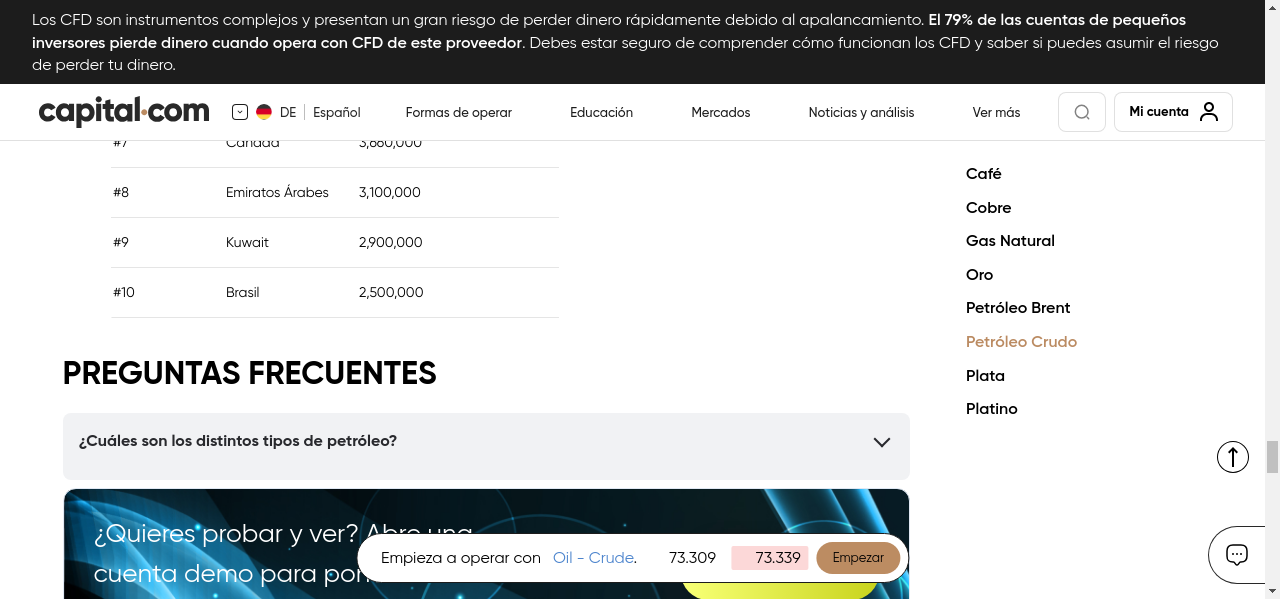 Los CFD son instrumentos complejos y presentan un gran riesgo de perder dinero rápidamente debido al apalancamiento. El 79% de las cuentas de pequeños
inversores pierde dinero cuando opera con CFD de este proveedor. Debes estar seguro de comprender cómo funcionan los CFD y saber si puedes asumir el riesgo
de perder tu dinero.
capital.com DE Español Formas de operar Educación Mercados Noticias y análisis Ver más Mi cuenta
#7 Canadá
#8 Emiratos Árabes 3,100,000
#9 Kuwait 2,900,000
#10 Brasil 2,500,000
Café
Cobre
Gas Natural
Oro
Petróleo Brent
Petróleo Crudo
Plata
Platino
PREGUNTAS FRECUENTES
¿Cuáles son los distintos tipos de petróleo?
¿Quieres probar y ver? Abre una
cuenta demo para
Empieza a operar con Oil - Crude. 73.309 73.339 Empezar